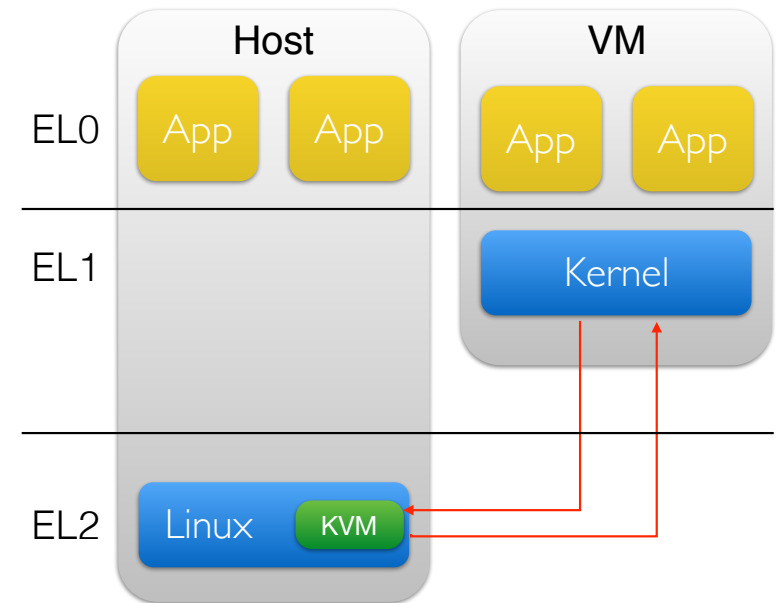 Host
VM
EL0
App
App
App
App
EL1
Kernel
EL2
Linux
KVM